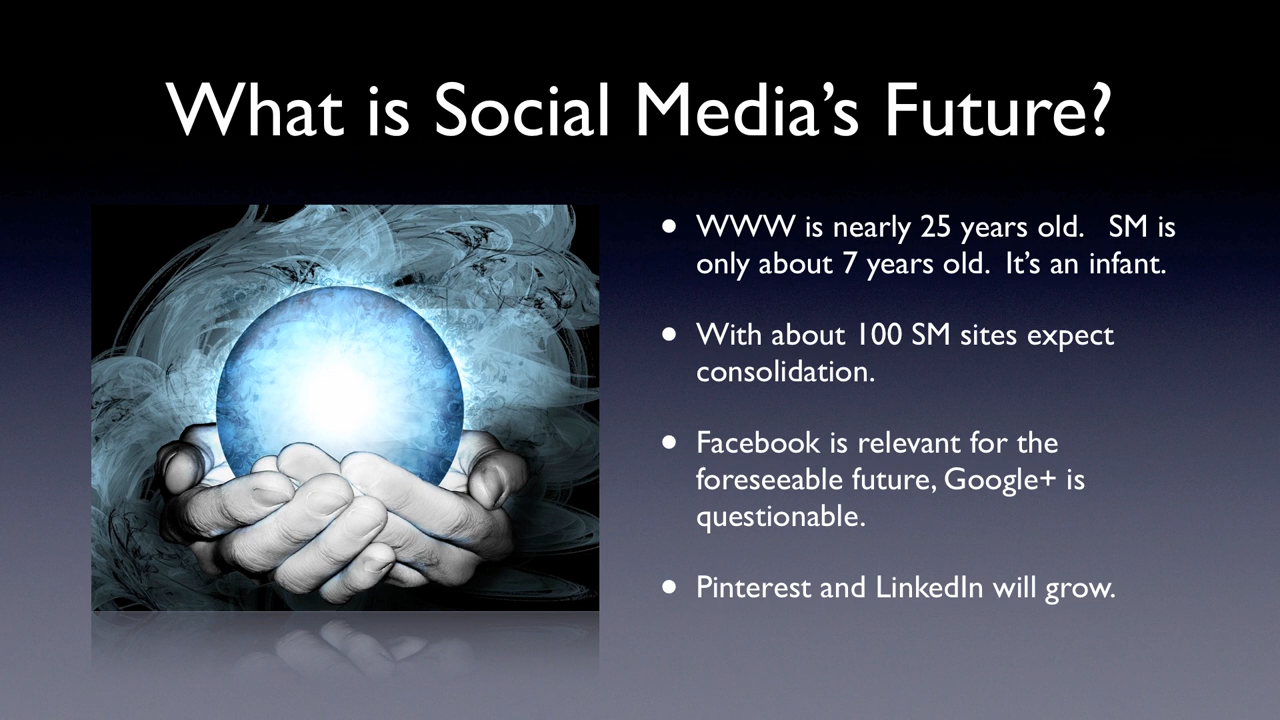 What is Social Media’s Future?
• WWW is nearly 25 years old.   SM is
only about 7 years old.  It’s an infant.
• With about 100 SM sites expect
consolidation.
• Facebook is relevant for the
foreseeable future, Google+ is
questionable.
• Pinterest and LinkedIn will grow.